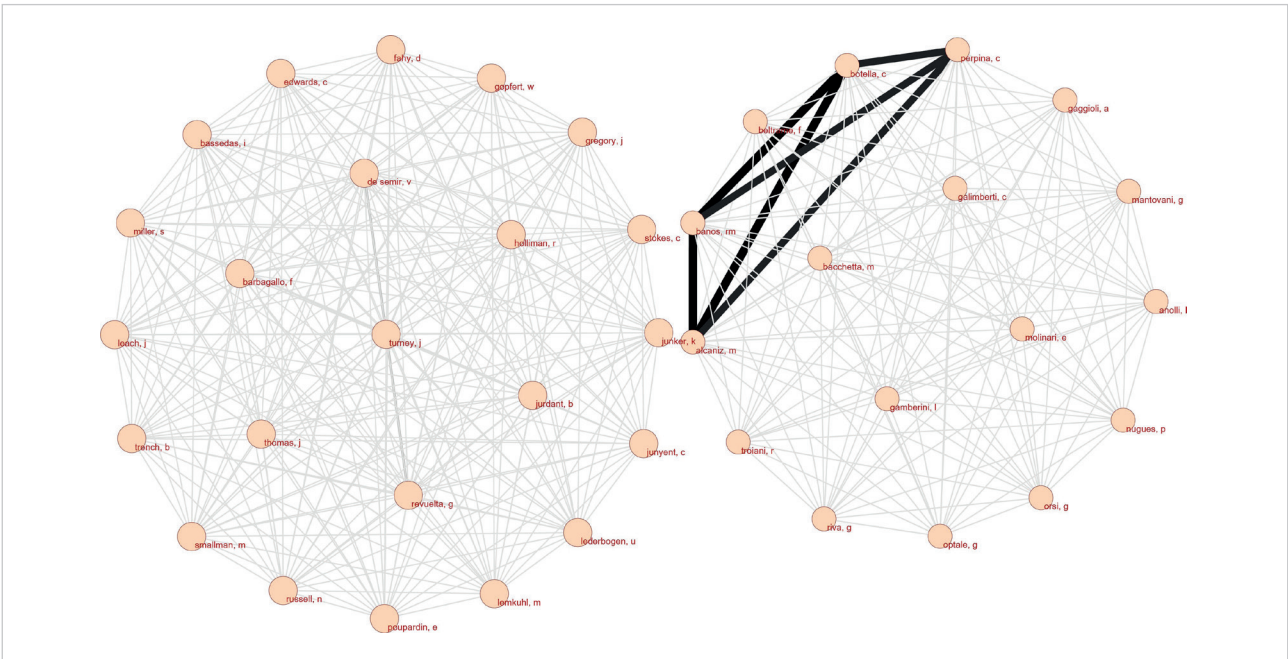 fahy, d
edwards, c
gopfert, w
gregory, j
bassedas, i
de semir, v
miller, s
holliman, r
stokes, c
barbagallo, f
leach, j
turney, j
junker, k
jurdant, b
trench, b
thomas, j
junyent, c
revuelta, g
smallman, m
lederbogen, u
russell, n
lemkuhl, m
poupardin, e
perpina, c
botella, c
gaggioli, a
galimberti, c
mantovani, g
banos, rm
bacchetta, m
anolli, l
molinari, e
alcaniz, m
gamberini, l
nugues, p
troiani, r
orsi, g
riva, g
optale, g